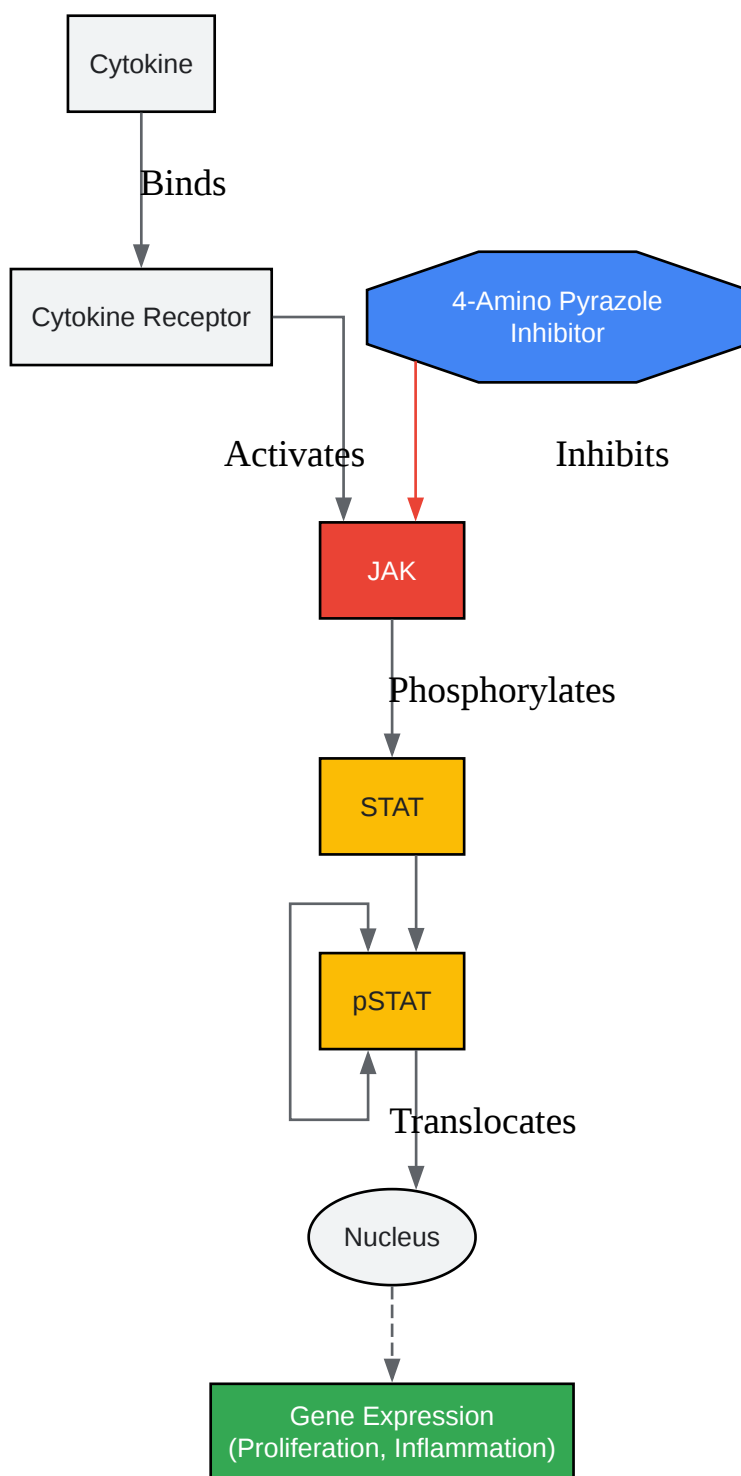 Cytokine
Binds
Cytokine Receptor
4-Amino Pyrazole
Inhibitor
Activates
Inhibits
JAK
Phosphorylates
STAT
pSTAT
Translocates
Nucleus
Gene Expression
(Proliferation, Inflammation)